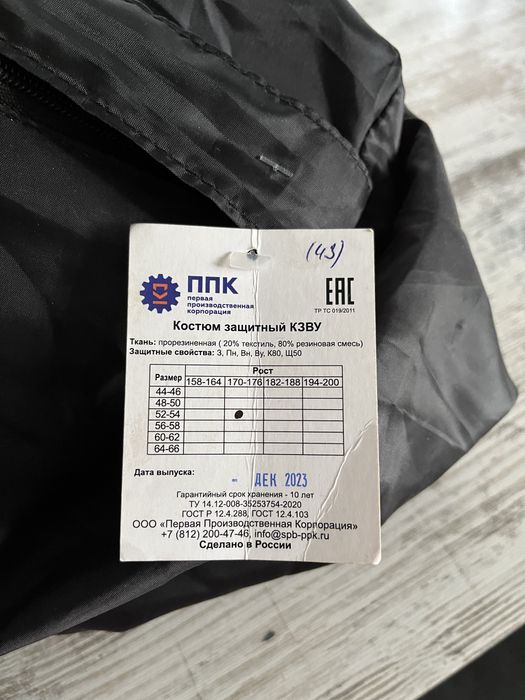 (43)
ППК
первая
производственная
корпорация
ЕАС
ТР ТС 019/2011
Костюм защитный КЗВУ
Ткань: прорезиненная ( 20% текстиль, 80% резиновая смесь)
Защитные свойства: З, Пн, Вн, Ву, К80, Щ50
Размер Рост
158-164 170-176 182-188 194-200
44-46
48-50
52-54
56-58
60-62
64-66
Дата выпуска: - ДЕК 2023
Гарантийный срок хранения - 10 лет
ТУ 14.12-008-35253754-2020
ГОСТ Р 12.4.288, ГОСТ 12.4.103
ООО «Первая Производственная Корпорация»
+7 (812) 200-47-46, info@spb-ppk.ru
Сделано в России